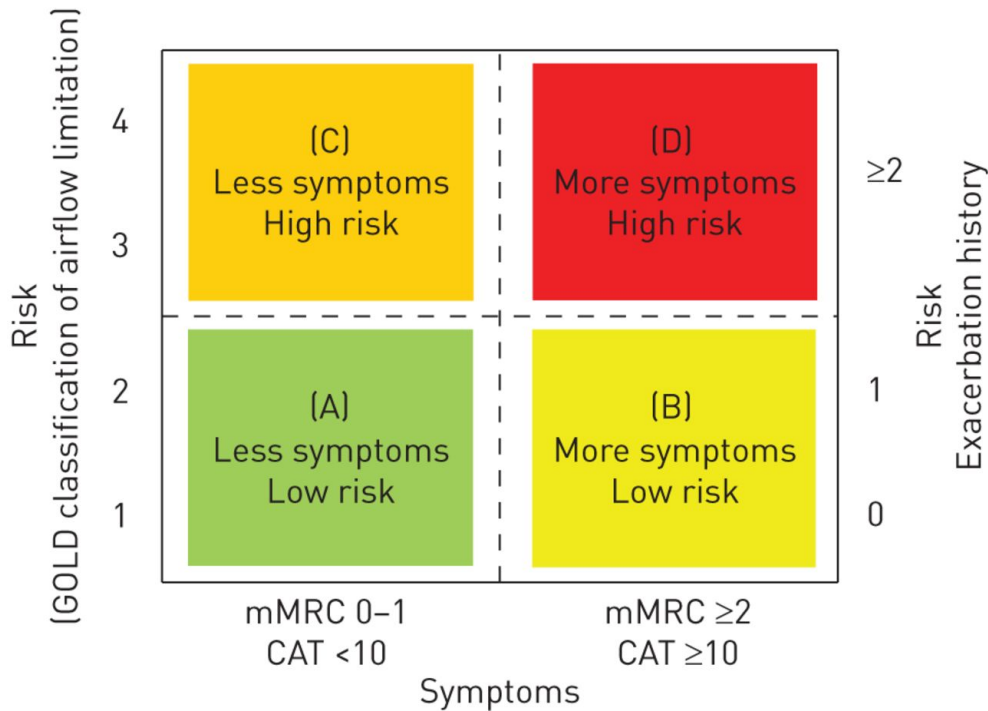 Risk
(GOLD classification of airflow limitation)
4
3
2
1
(C)
Less symptoms
High risk
(D)
More symptoms
High risk
(A)
Less symptoms
Low risk
(B)
More symptoms
Low risk
≥2
1
0
Risk
Exacerbation history
mMRC 0–1
CAT <10
mMRC ≥2
CAT ≥10
Symptoms